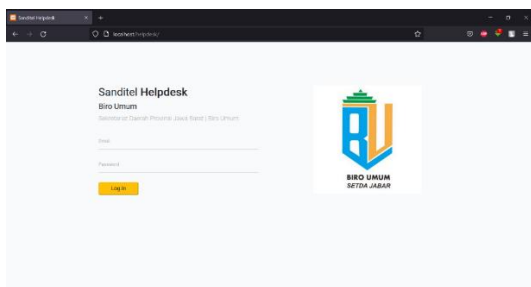 Sanditel Helpdesk
localhost/helpdesk/
Sanditel Helpdesk
Biro Umum
Sekretariat Daerah Provinsi Jawa Barat | Biro Umum
Email
Password
Log In
BU
BIRO UMUM
SETDA JABAR